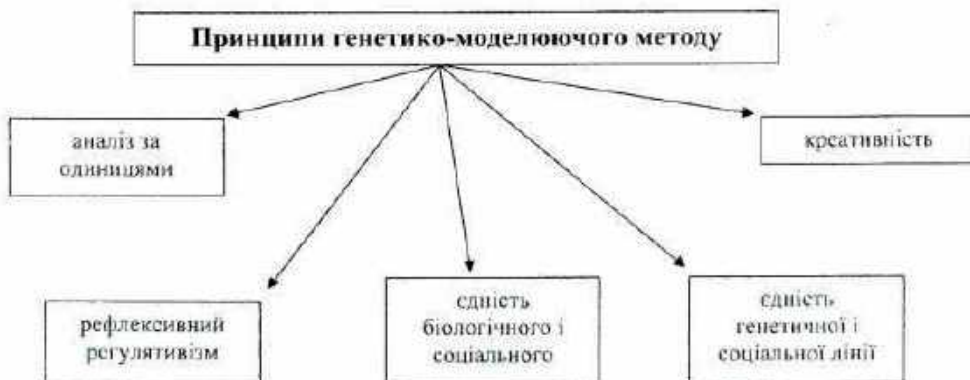 Принципи генетико-моделюючого методу
аналіз за
одиницями
креативність
рефлексивний
регулятивізм
єдність
біологічного і
соціального
єдність
генетичної і
соціальної лінії